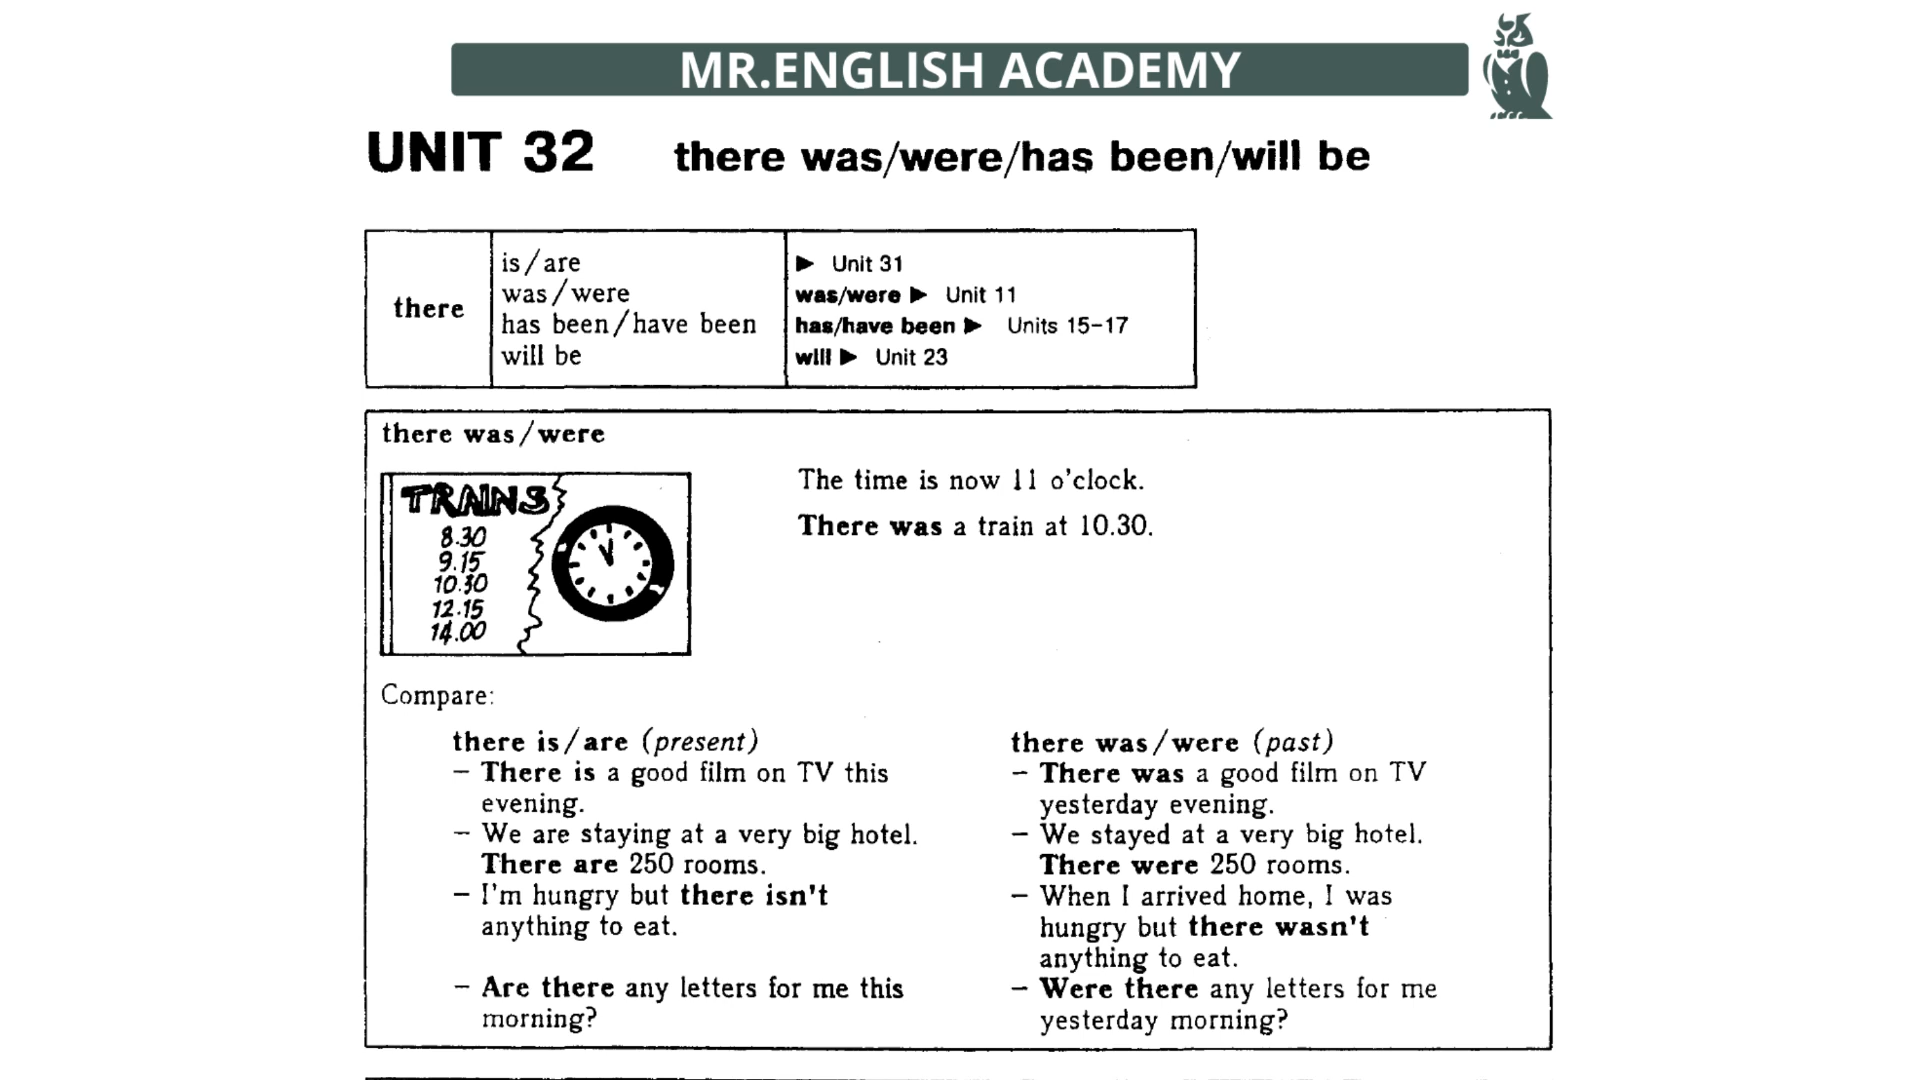 MR.ENGLISH ACADEMY
UNIT 32 there was/were/has been/will be
there
is/are
was/were
has been/have been
will be
▶ Unit 31
was/were ▶ Unit 11
has/have been ▶ Units 15–17
will ▶ Unit 23
there was/were
TRAINS
8.30
9.15
10.30
12.15
14.00
The time is now 11 o'clock.
There was a train at 10.30.
Compare:
there is/are (present)
– There is a good film on TV this
evening.
– We are staying at a very big hotel.
There are 250 rooms.
– I'm hungry but there isn't
anything to eat.
– Are there any letters for me this
morning?
there was/were (past)
– There was a good film on TV
yesterday evening.
– We stayed at a very big hotel.
There were 250 rooms.
– When I arrived home, I was
hungry but there wasn't
anything to eat.
– Were there any letters for me
yesterday morning?